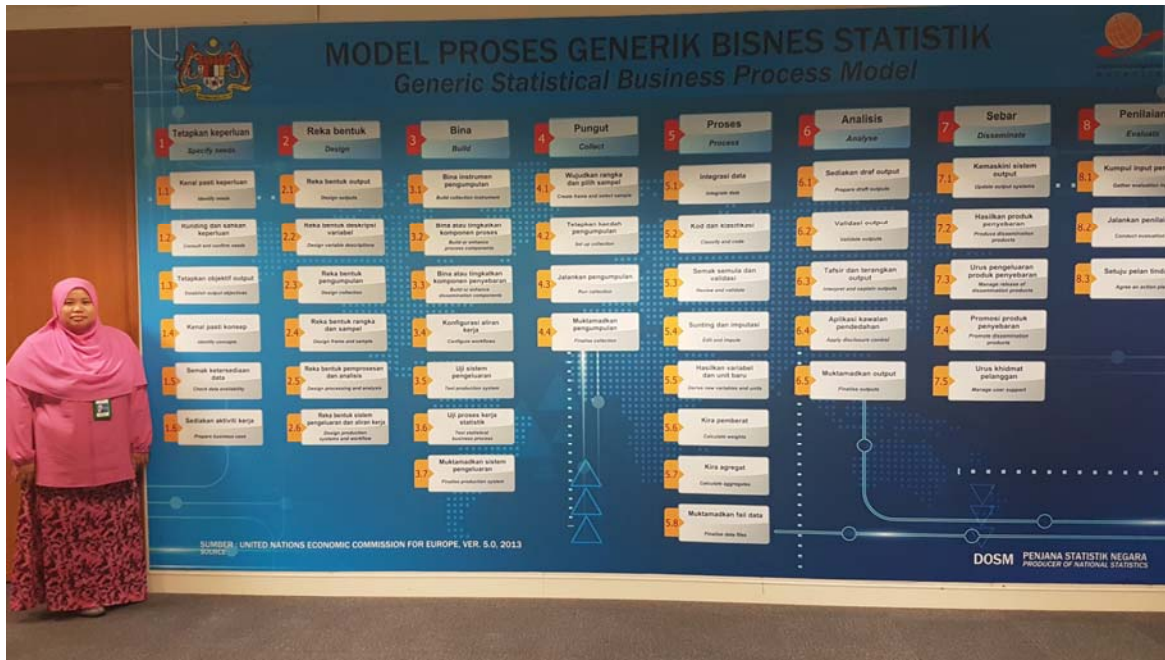 MODEL PROSES GENERIK BISNES STATISTIK
Generic Statistical Business Process Model
1
Tetapkan keperluan
Specify needs
1.1
Kenal pasti keperluan
Identify needs
1.2
Runding dan sahkan
keperluan
Consult and confirm needs
1.3
Tetapkan objektif output
Establish output objectives
1.4
Kenal pasti konsep
Identify concepts
1.5
Semak ketersediaan
data
Check data availability
1.6
Sediakan aktiviti kerja
Prepare business case
2
Reka bentuk
Design
2.1
Reka bentuk output
Design outputs
2.2
Reka bentuk deskripsi
variabel
Design variable descriptions
2.3
Reka bentuk
pengumpulan
Design collection
2.4
Reka bentuk rangka
dan sampel
Design frame and sample
2.5
Reka bentuk pemprosesan
dan analisis
Design processing and analysis
2.6
Reka bentuk sistem
pengeluaran dan aliran kerja
Design production
systems and workflow
3
Bina
Build
3.1
Bina instrumen
pengumpulan
Build collection instrument
3.2
Bina atau tingkatkan
komponen proses
Build or enhance
process components
3.3
Bina atau tingkatkan
komponen penyebaran
Build or enhance
dissemination components
3.4
Konfigurasi aliran
kerja
Configure workflows
3.5
Uji sistem
pengeluaran
Test production system
3.6
Uji proses kerja
statistik
Test statistical
business process
3.7
Muktamadkan sistem
pengeluaran
Finalise production system
4
Pungut
Collect
4.1
Wujudkan rangka
dan pilih sampel
Create frame and select sample
4.2
Tetapkan kaedah
pengumpulan
Set up collection
4.3
Jalankan pengumpulan
Run collection
4.4
Muktamadkan
pengumpulan
Finalise collection
5
Proses
Process
5.1
Integrasi data
Integrate data
5.2
Kod dan klasifikasi
Classify and code
5.3
Semak semula dan
validasi
Review and validate
5.4
Sunting dan imputasi
Edit and impute
5.5
Hasilkan variabel
dan unit baru
Derive new variables and units
5.6
Kira pemberat
Calculate weights
5.7
Kira agregat
Calculate aggregates
5.8
Muktamadkan fail data
Finalise data files
6
Analisis
Analyse
6.1
Sediakan draf output
Prepare draft outputs
6.2
Validasi output
Validate outputs
6.3
Tafsir dan terangkan
output
Interpret and explain outputs
6.4
Aplikasi kawalan
pendedahan
Apply disclosure control
6.5
Muktamadkan output
Finalise outputs
7
Sebar
Disseminate
7.1
Kemaskini sistem
output
Update output systems
7.2
Hasilkan produk
penyebaran
Produce dissemination
products
7.3
Urus pengeluaran
produk penyebaran
Manage release of
dissemination products
7.4
Promosi produk
penyebaran
Promote dissemination
products
7.5
Urus khidmat
pelanggan
Manage user support
8
Penilaian
Evaluate
8.1
Kumpul input penil
Gather evaluation
8.2
Jalankan penila
Conduct evaluation
8.3
Setuju pelan tind
Agree an action
SUMBER : UNITED NATIONS ECONOMIC COMMISSION FOR EUROPE, VER. 5.0, 2013
SOURCE
DOSM
PENJANA STATISTIK NEGARA
PRODUCER OF NATIONAL STATISTICS